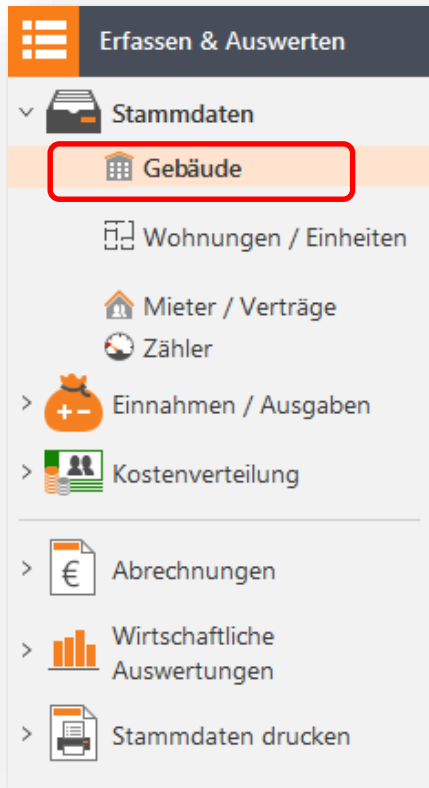 Erfassen & Auswerten
Stammdaten
Gebäude
Wohnungen / Einheiten
Mieter / Verträge
Zähler
Einnahmen / Ausgaben
Kostenverteilung
€
Abrechnungen
Wirtschaftliche
Auswertungen
Stammdaten drucken